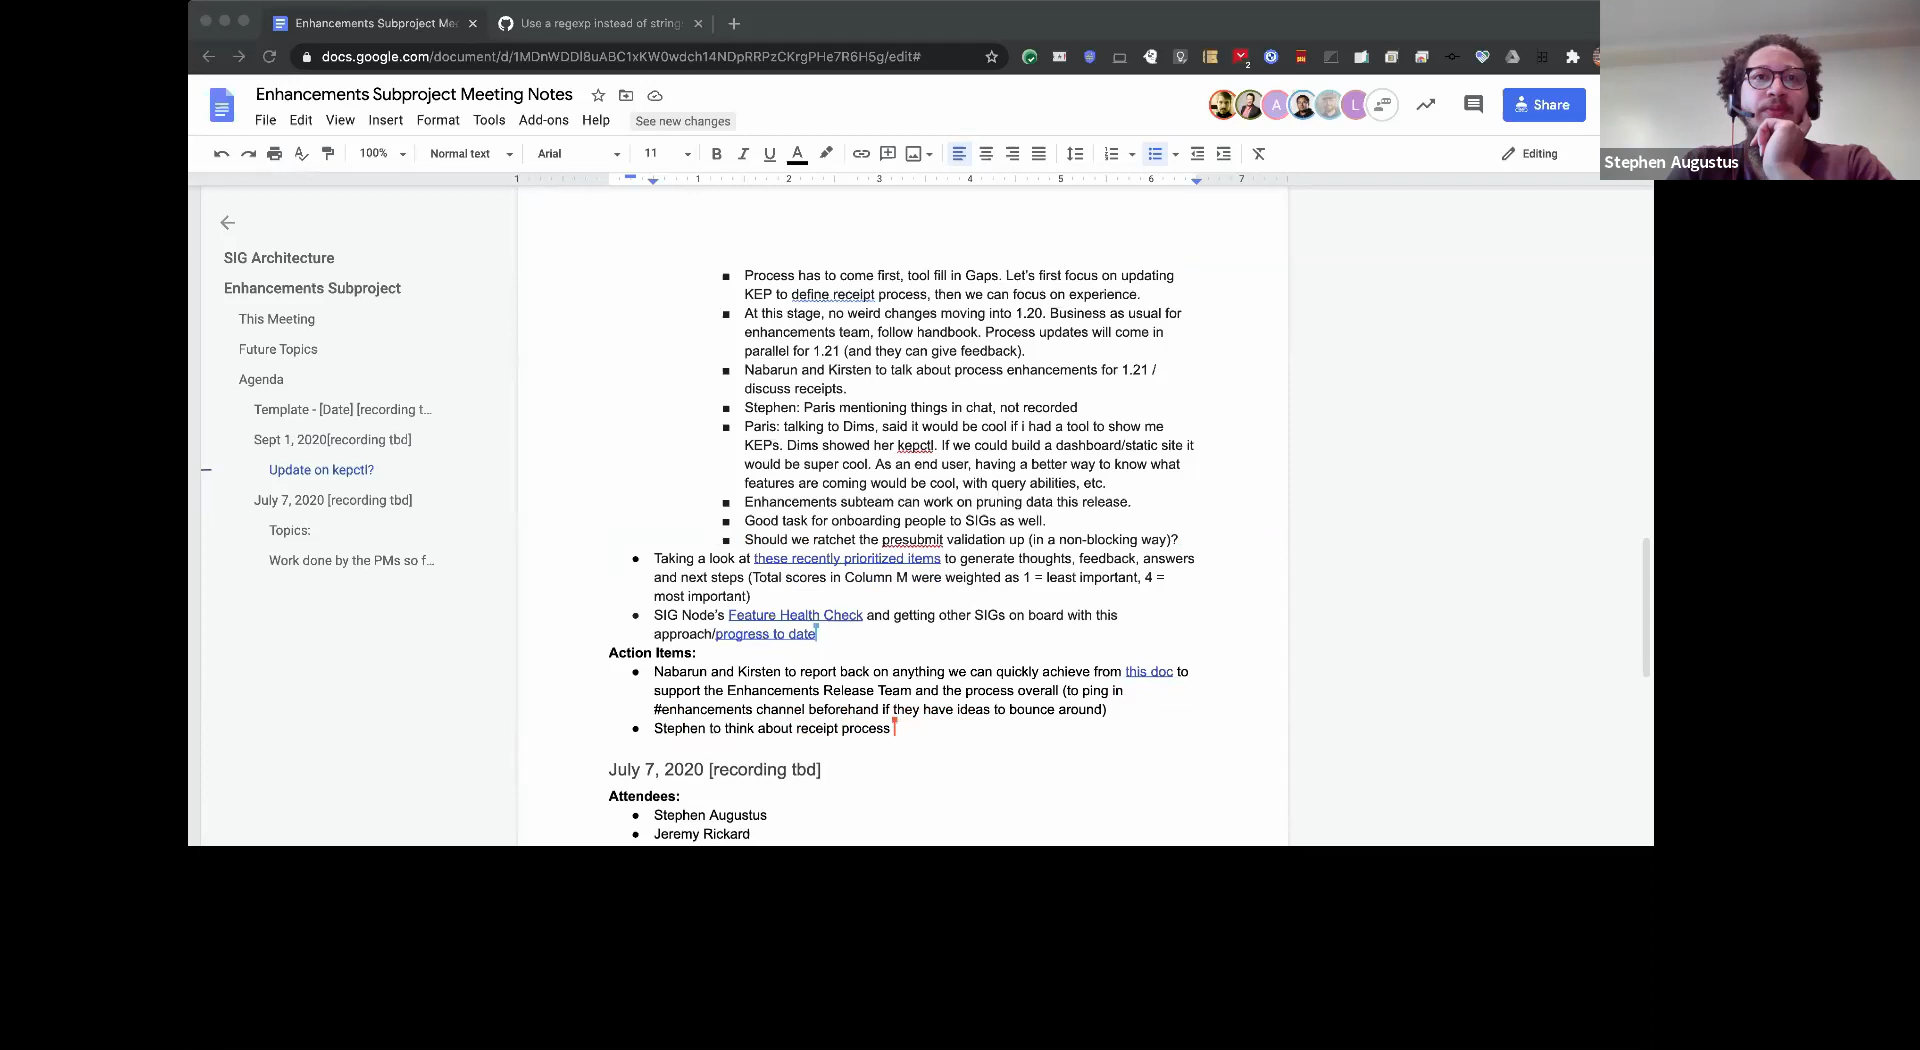 Enhancements Subproject Mee
Use a regexp instead of string
docs.google.com/document/d/1MDnWDDl8uABC1xKW0wdch14NDpRRPzCKrgPHe7R6H5g/edit#
2
Enhancements Subproject Meeting Notes
A
L
Share
File Edit View Insert Format Tools Add-ons Help See new changes
100% Normal text Arial 11 B I U A Editing
Stephen Augustus
1 1 2 3 4 5 6 7
SIG Architecture
Enhancements Subproject
This Meeting
Future Topics
Agenda
Template - [Date] [recording t...
Sept 1, 2020[recording tbd]
Update on kepctl?
July 7, 2020 [recording tbd]
Topics:
Work done by the PMs so f...
■ Process has to come first, tool fill in Gaps. Let's first focus on updating
KEP to define receipt process, then we can focus on experience.
■ At this stage, no weird changes moving into 1.20. Business as usual for
enhancements team, follow handbook. Process updates will come in
parallel for 1.21 (and they can give feedback).
■ Nabarun and Kirsten to talk about process enhancements for 1.21 /
discuss receipts.
■ Stephen: Paris mentioning things in chat, not recorded
■ Paris: talking to Dims, said it would be cool if i had a tool to show me
KEPs. Dims showed her kepctl. If we could build a dashboard/static site it
would be super cool. As an end user, having a better way to know what
features are coming would be cool, with query abilities, etc.
■ Enhancements subteam can work on pruning data this release.
■ Good task for onboarding people to SIGs as well.
■ Should we ratchet the presubmit validation up (in a non-blocking way)?
● Taking a look at these recently prioritized items to generate thoughts, feedback, answers
and next steps (Total scores in Column M were weighted as 1 = least important, 4 =
most important)
● SIG Node's Feature Health Check and getting other SIGs on board with this
approach/progress to date
Action Items:
● Nabarun and Kirsten to report back on anything we can quickly achieve from this doc to
support the Enhancements Release Team and the process overall (to ping in
#enhancements channel beforehand if they have ideas to bounce around)
● Stephen to think about receipt process
July 7, 2020 [recording tbd]
Attendees:
● Stephen Augustus
● Jeremy Rickard